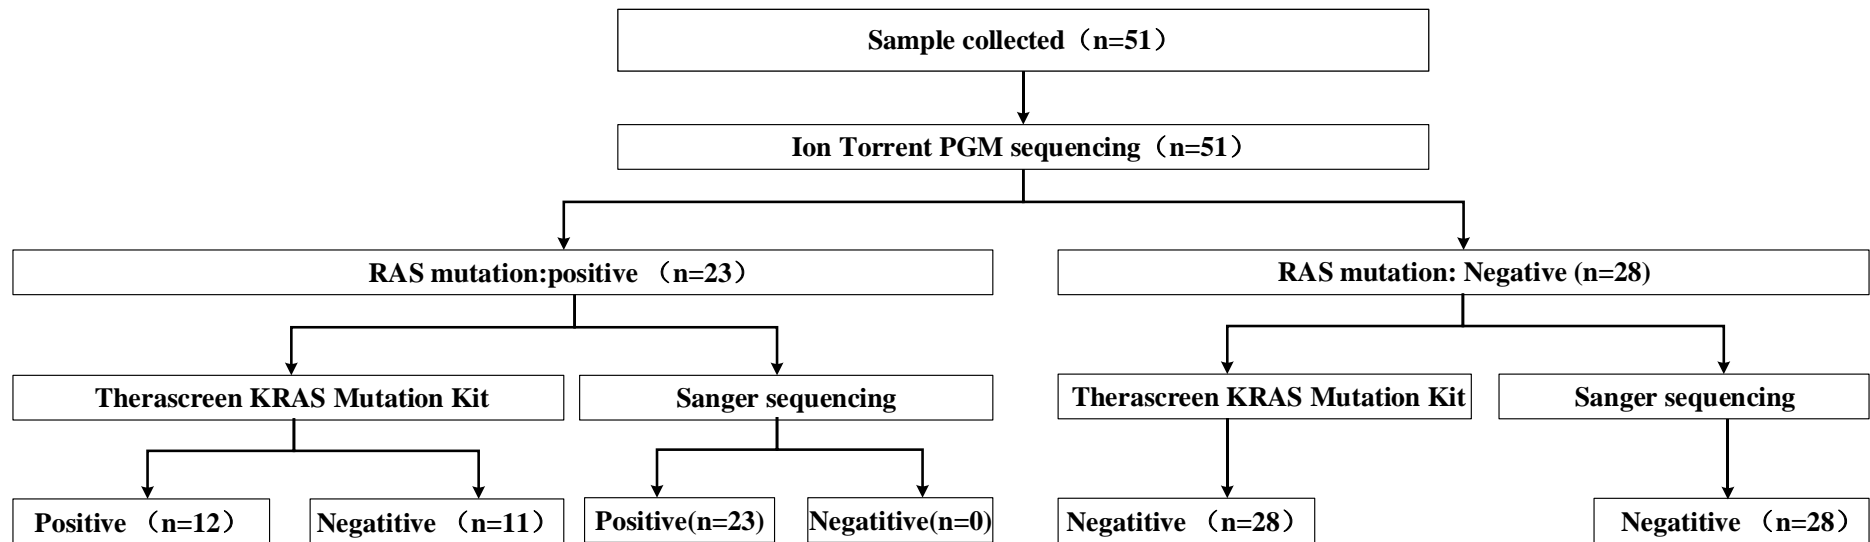 Sample collected（n=51）
Ion Torrent PGM sequencing（n=51）
RAS mutation:positive （n=23）
RAS mutation: Negative (n=28)
Therascreen KRAS Mutation Kit
Sanger sequencing
Therascreen KRAS Mutation Kit
Sanger sequencing
Positive （n=12）
Negatitive （n=11）
Positive(n=23)
Negatitive(n=0)
Negatitive （n=28）
Negatitive （n=28）